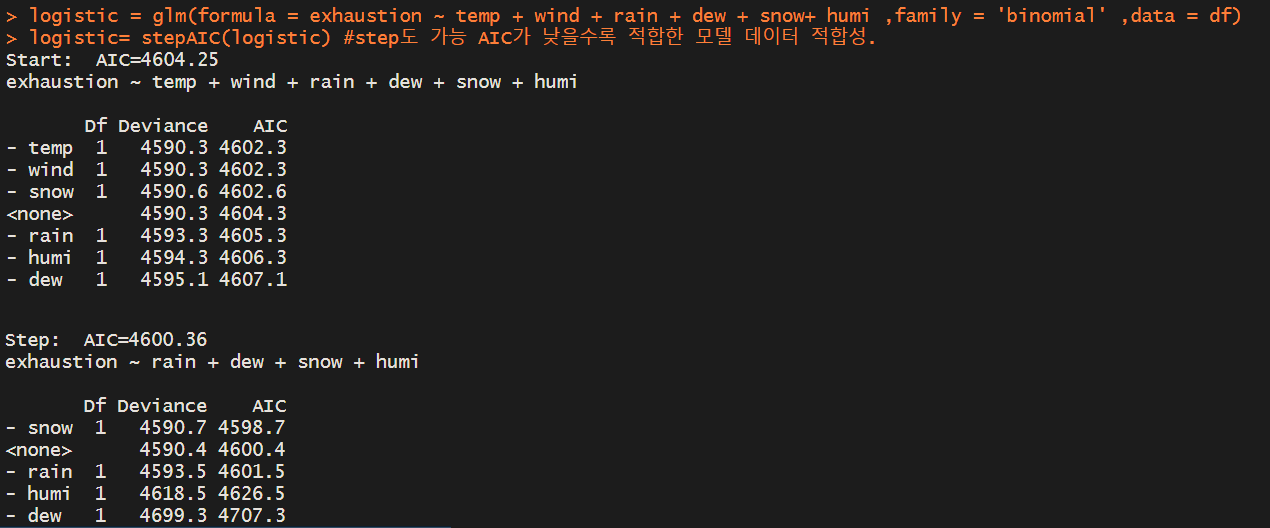 > logistic = glm(formula = exhaustion ~ temp + wind + rain + dew + snow+ humi ,family = 'binomial' ,data = df)
> logistic= stepAIC(logistic) #step도 가능 AIC가 낮을수록 적합한 모델 데이터 적합성.
Start:  AIC=4604.25
exhaustion ~ temp + wind + rain + dew + snow + humi
       Df Deviance    AIC
- temp  1   4590.3 4602.3
- wind  1   4590.3 4602.3
- snow  1   4590.6 4602.6
<none>      4590.3 4604.3
- rain  1   4593.3 4605.3
- humi  1   4594.3 4606.3
- dew   1   4595.1 4607.1
Step:  AIC=4600.36
exhaustion ~ rain + dew + snow + humi
       Df Deviance    AIC
- snow  1   4590.7 4598.7
<none>      4590.4 4600.4
- rain  1   4593.5 4601.5
- humi  1   4618.5 4626.5
- dew   1   4699.3 4707.3